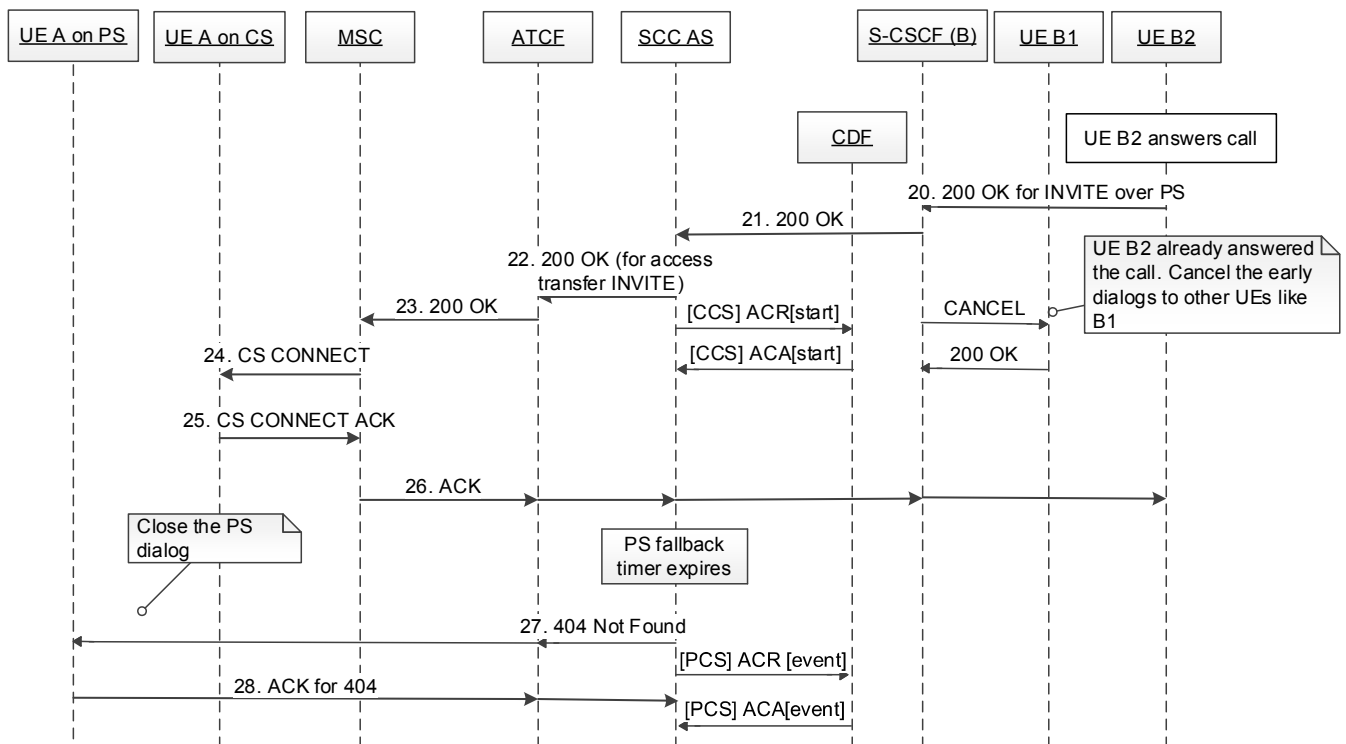 UE A on PS
UE A on CS
MSC
ATCF
SCC AS
S-CSCF (B)
UE B1
UE B2
CDF
UE B2 answers call
20. 200 OK for INVITE over PS
21. 200 OK
UE B2 already answered
the call. Cancel the early
dialogs to other UEs like
B1
22. 200 OK (for access
transfer INVITE)
23. 200 OK
[CCS] ACR[start]
CANCEL
24. CS CONNECT
[CCS] ACA[start]
200 OK
25. CS CONNECT ACK
26. ACK
Close the PS
dialog
PS fallback
timer expires
27. 404 Not Found
[PCS] ACR [event]
28. ACK for 404
[PCS] ACA[event]